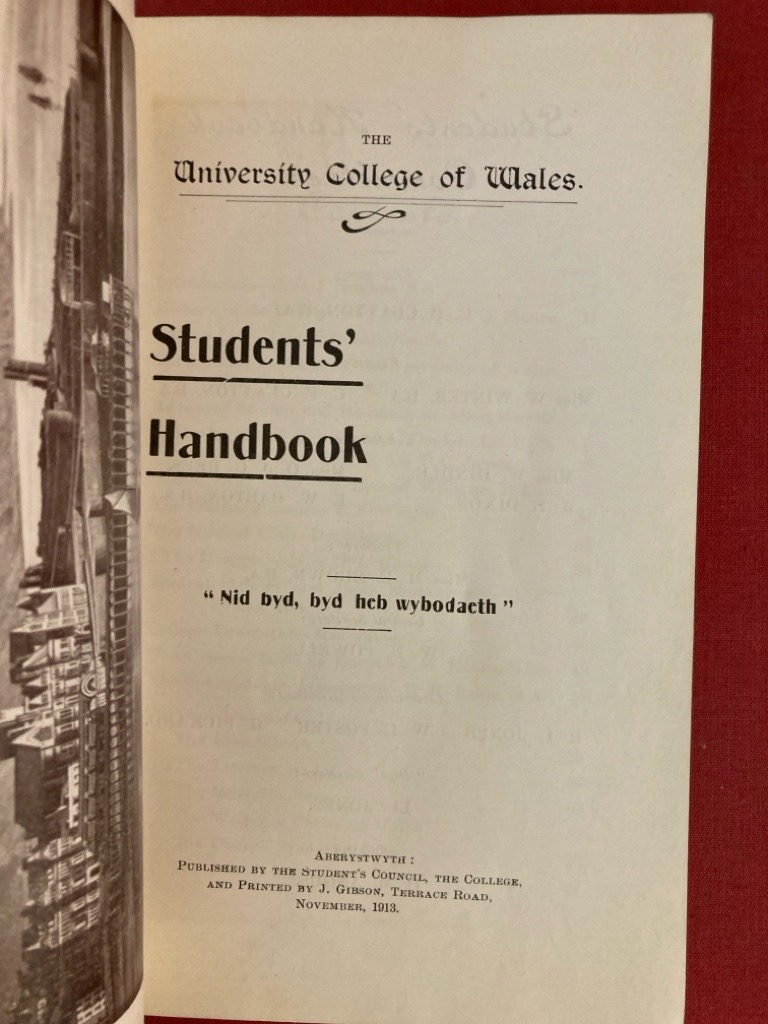 THE
University College of Wales.
Students'
Handbook
“ Nid byd, byd heb wybodaeth ”
ABERYSTWYTH :
PUBLISHED BY THE STUDENT'S COUNCIL, THE COLLEGE,
AND PRINTED BY J. GIBSON, TERRACE ROAD,
NOVEMBER, 1913.